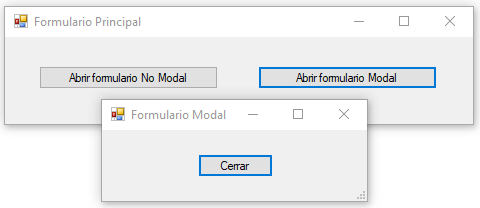 Formulario Principal
Abrir formulario No Modal
Abrir formulario Modal
Formulario Modal
Cerrar